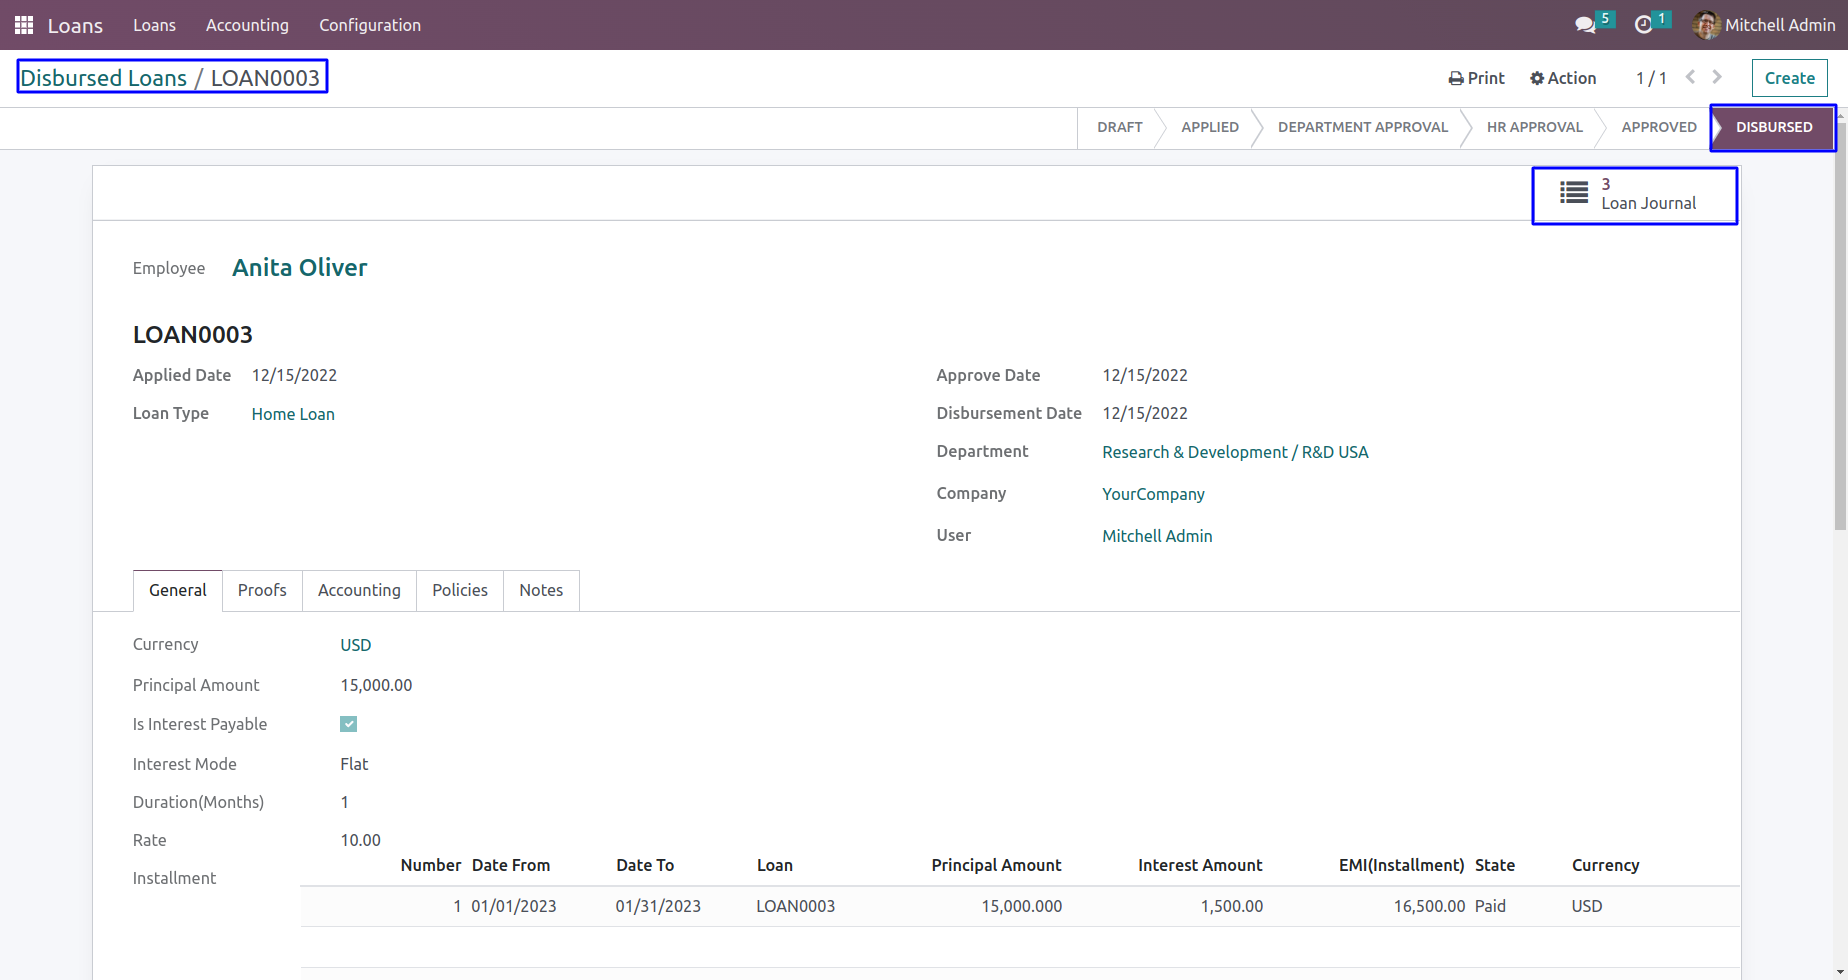 Loans Loans Accounting Configuration 5 1 Mitchell Admin
Disbursed Loans / LOAN0003 Print Action 1 / 1 Create
DRAFT APPLIED DEPARTMENT APPROVAL HR APPROVAL APPROVED DISBURSED
3
Loan Journal
Employee Anita Oliver
LOAN0003
Applied Date 12/15/2022 Approve Date 12/15/2022
Loan Type Home Loan Disbursement Date 12/15/2022
Department Research & Development / R&D USA
Company YourCompany
User Mitchell Admin
General Proofs Accounting Policies Notes
Currency USD
Principal Amount 15,000.00
Is Interest Payable
Interest Mode Flat
Duration(Months) 1
Rate 10.00
Installment
Number Date From Date To Loan Principal Amount Interest Amount EMI(Installment) State Currency
1 01/01/2023 01/31/2023 LOAN0003 15,000.000 1,500.00 16,500.00 Paid USD